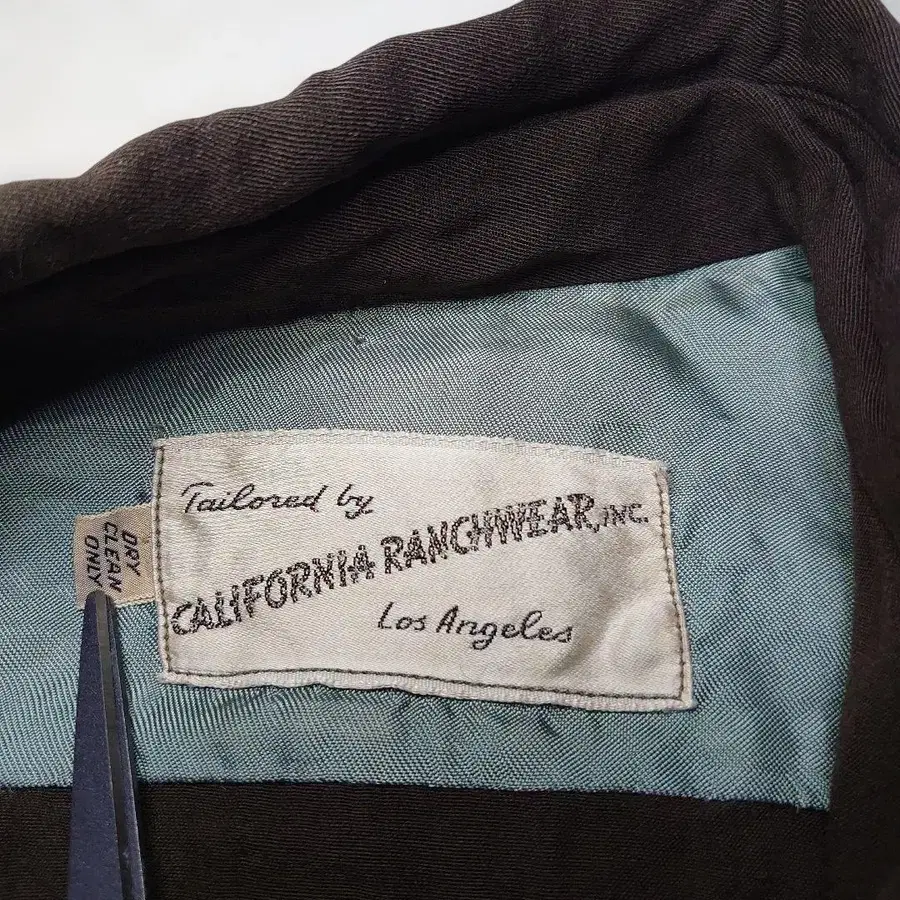 Tailored by
CALIFORNIA RANCHWEAR, INC.
Los Angeles
DRY
CLEAN
ONLY